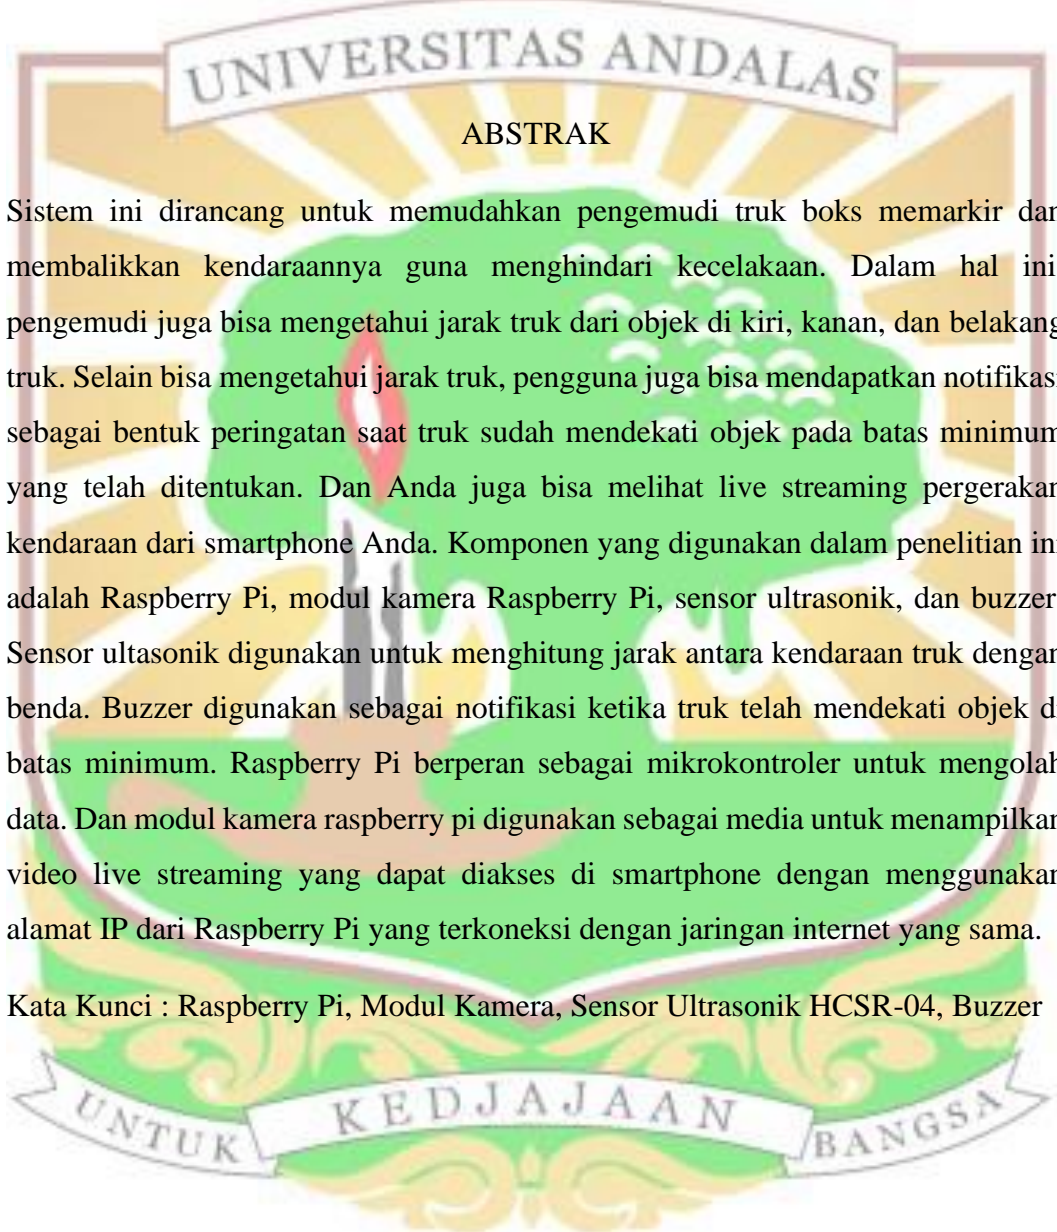 UNIVERSITAS ANDALAS
ABSTRAK
Sistem ini dirancang untuk memudahkan pengemudi truk boks memarkir dan
membalikkan kendaraannya guna menghindari kecelakaan. Dalam hal ini
pengemudi juga bisa mengetahui jarak truk dari objek di kiri, kanan, dan belakang
truk. Selain bisa mengetahui jarak truk, pengguna juga bisa mendapatkan notifikasi
sebagai bentuk peringatan saat truk sudah mendekati objek pada batas minimum
yang telah ditentukan. Dan Anda juga bisa melihat live streaming pergerakan
kendaraan dari smartphone Anda. Komponen yang digunakan dalam penelitian ini
adalah Raspberry Pi, modul kamera Raspberry Pi, sensor ultrasonik, dan buzzer
Sensor ultasonik digunakan untuk menghitung jarak antara kendaraan truk dengan
benda. Buzzer digunakan sebagai notifikasi ketika truk telah mendekati objek di
batas minimum. Raspberry Pi berperan sebagai mikrokontroler untuk mengolah
data. Dan modul kamera raspberry pi digunakan sebagai media untuk menampilkan
video live streaming yang dapat diakses di smartphone dengan menggunakan
alamat IP dari Raspberry Pi yang terkoneksi dengan jaringan internet yang sama.
Kata Kunci : Raspberry Pi, Modul Kamera, Sensor Ultrasonik HCSR-04, Buzzer
UNTUK KEDJAJAAN BANGSA